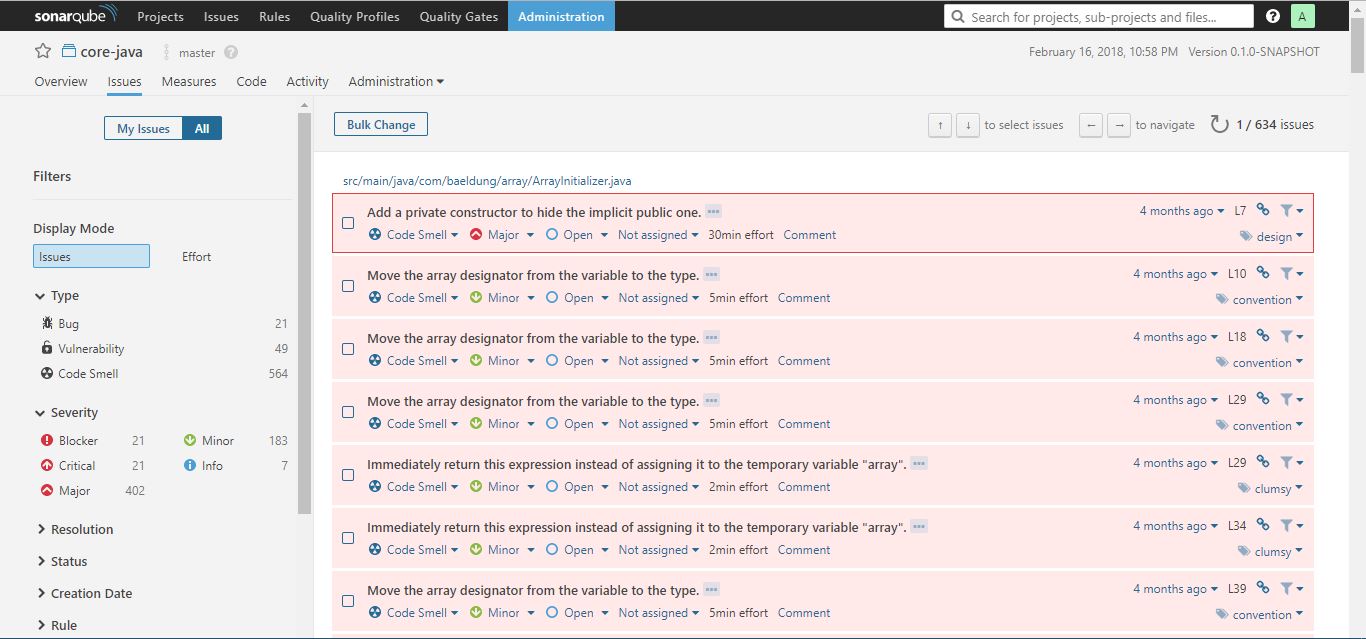 sonarqube Projects Issues Rules Quality Profiles Quality Gates Administration Search for projects, sub-projects and files... ? A
core-java master ? February 16, 2018, 10:58 PM Version 0.1.0-SNAPSHOT
Overview Issues Measures Code Activity Administration
My Issues All
Filters
Display Mode
Issues Effort
Type
Bug 21
Vulnerability 49
Code Smell 564
Severity
Blocker 21 Minor 183
Critical 21 Info 7
Major 402
Resolution
Status
Creation Date
Rule
Bulk Change ↑ ↓ to select issues ← → to navigate 1 / 634 issues
src/main/java/com/baeldung/array/ArrayInitializer.java
Add a private constructor to hide the implicit public one. ••• 4 months ago L7
Code Smell Major Open Not assigned 30min effort Comment design
Move the array designator from the variable to the type. ••• 4 months ago L10
Code Smell Minor Open Not assigned 5min effort Comment convention
Move the array designator from the variable to the type. ••• 4 months ago L18
Code Smell Minor Open Not assigned 5min effort Comment convention
Move the array designator from the variable to the type. ••• 4 months ago L29
Code Smell Minor Open Not assigned 5min effort Comment convention
Immediately return this expression instead of assigning it to the temporary variable "array". ••• 4 months ago L29
Code Smell Minor Open Not assigned 2min effort Comment clumsy
Immediately return this expression instead of assigning it to the temporary variable "array". ••• 4 months ago L34
Code Smell Minor Open Not assigned 2min effort Comment clumsy
Move the array designator from the variable to the type. ••• 4 months ago L39
Code Smell Minor Open Not assigned 5min effort Comment convention